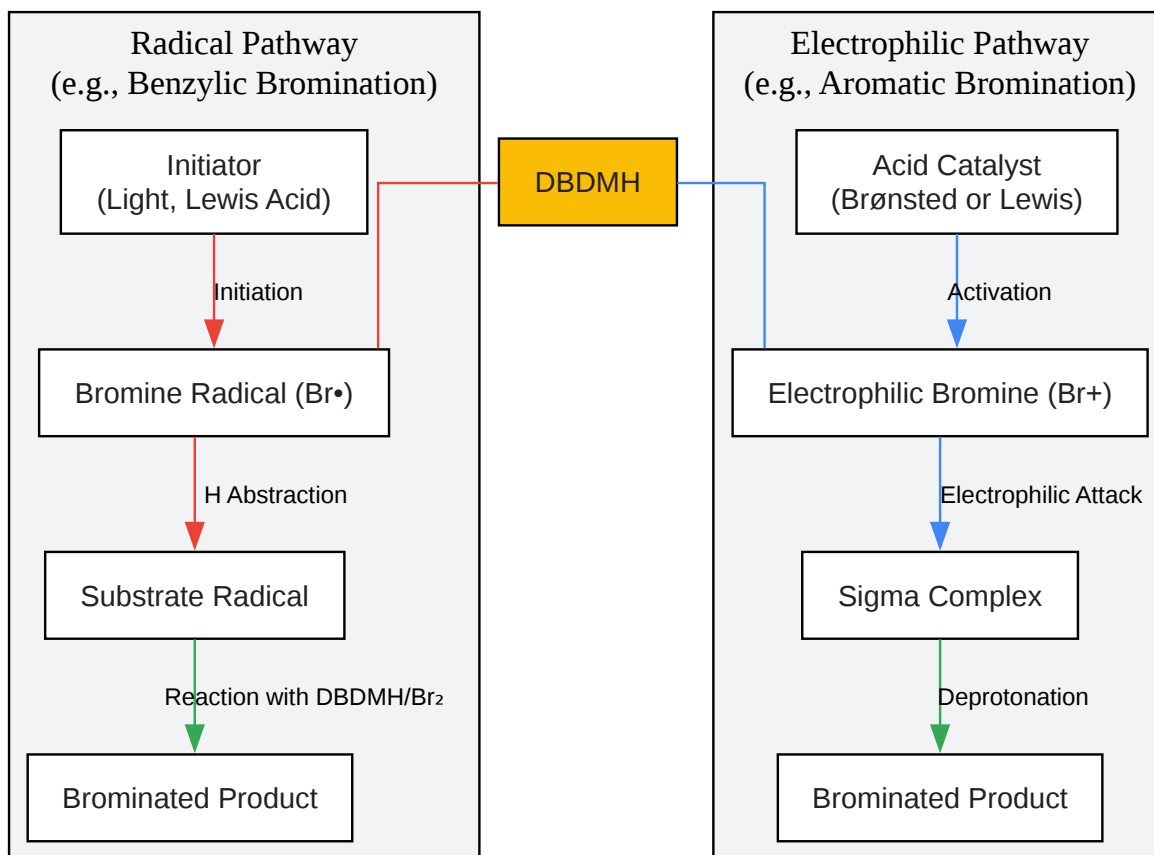 Radical Pathway
(e.g., Benzylic Bromination)
Initiator
(Light, Lewis Acid)
Initiation
Bromine Radical (Br•)
H Abstraction
Substrate Radical
Reaction with DBDMH/Br₂
Brominated Product
DBDMH
Electrophilic Pathway
(e.g., Aromatic Bromination)
Acid Catalyst
(Brønsted or Lewis)
Activation
Electrophilic Bromine (Br+)
Electrophilic Attack
Sigma Complex
Deprotonation
Brominated Product